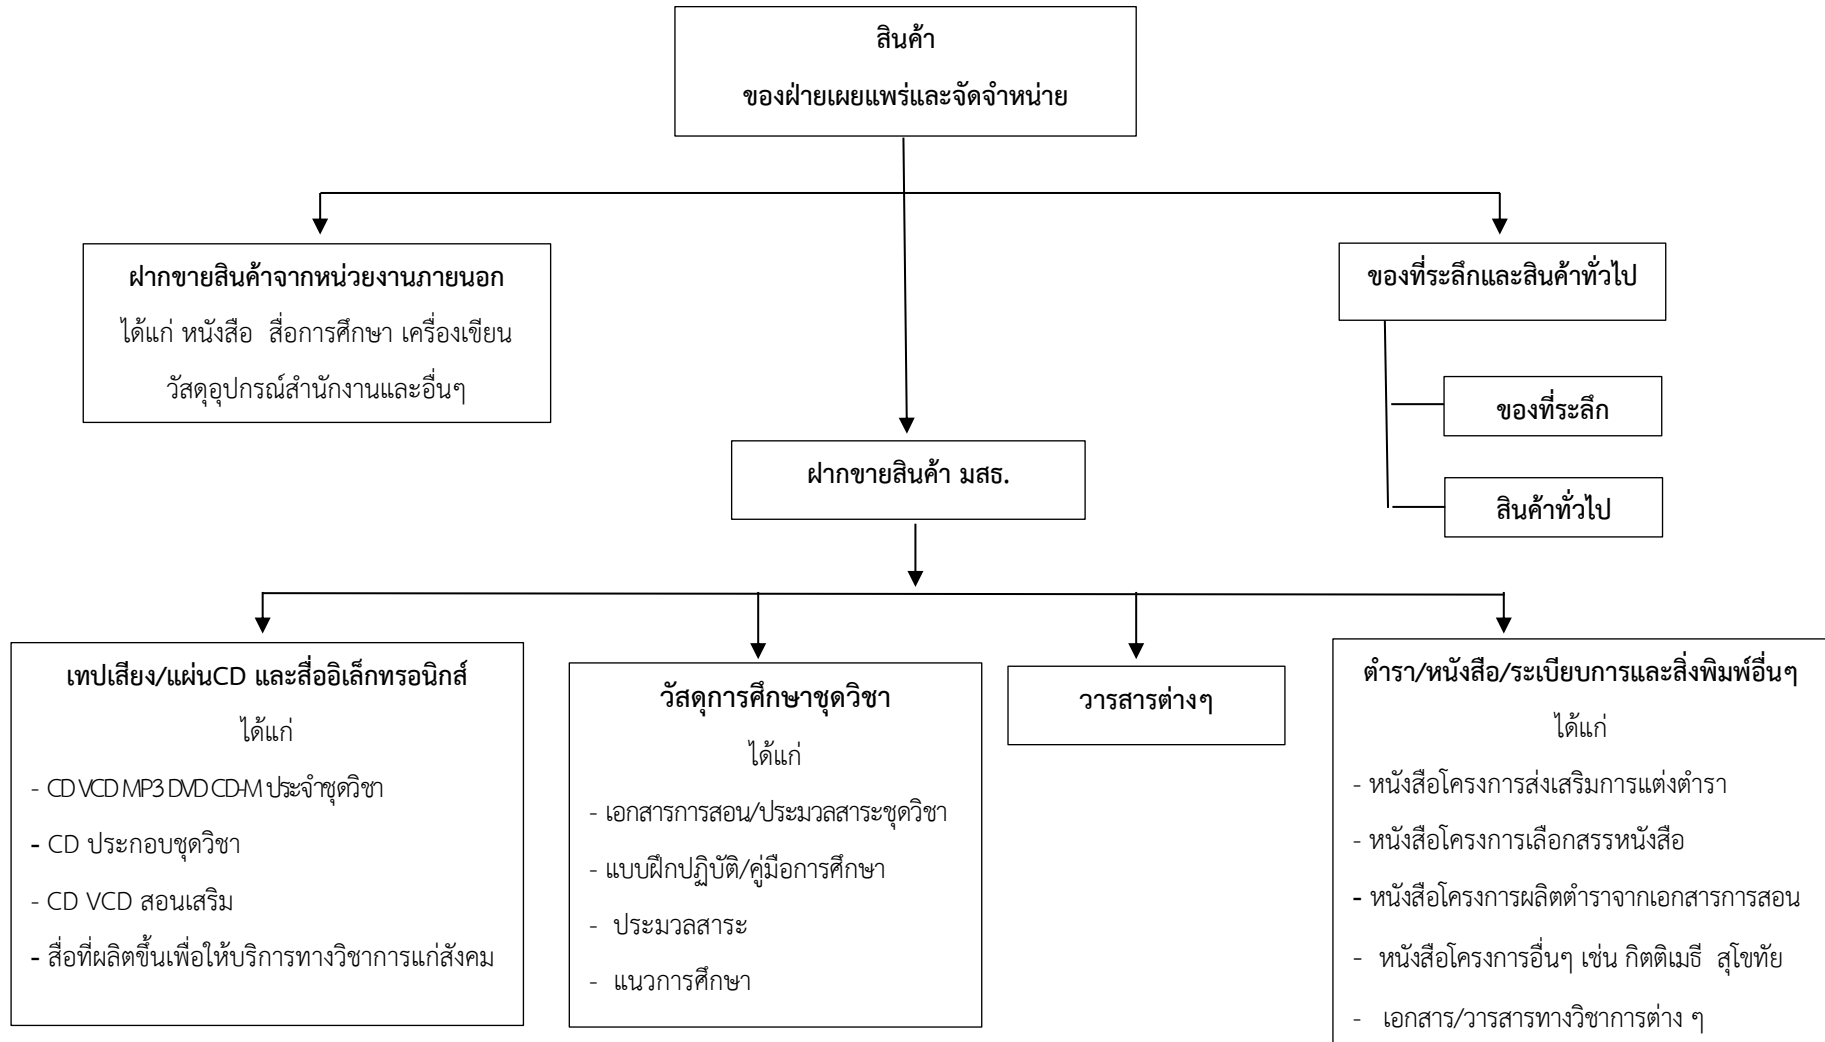 สินค้า
ของฝ่ายเผยแพร่และจัดจำหน่าย
ฝากขายสินค้าจากหน่วยงานภายนอก
ได้แก่ หนังสือ สื่อการศึกษา เครื่องเขียน
วัสดุอุปกรณ์สำนักงานและอื่นๆ
ของที่ระลึกและสินค้าทั่วไป
ของที่ระลึก
สินค้าทั่วไป
ฝากขายสินค้า มสธ.
เทปเสียง/แผ่นCD และสื่ออิเล็กทรอนิกส์
ได้แก่
- CD VCD MP3 DVD CD-M ประจำชุดวิชา
- CD ประกอบชุดวิชา
- CD VCD สอนเสริม
- สื่อที่ผลิตขึ้นเพื่อให้บริการทางวิชาการแก่สังคม
วัสดุการศึกษาชุดวิชา
ได้แก่
- เอกสารการสอน/ประมวลสาระชุดวิชา
- แบบฝึกปฏิบัติ/คู่มือการศึกษา
- ประมวลสาระ
- แนวการศึกษา
วารสารต่างๆ
ตำรา/หนังสือ/ระเบียบการและสิ่งพิมพ์อื่นๆ
ได้แก่
- หนังสือโครงการส่งเสริมการแต่งตำรา
- หนังสือโครงการเลือกสรรหนังสือ
- หนังสือโครงการผลิตตำราจากเอกสารการสอน
- หนังสือโครงการอื่นๆ เช่น กิตติเมธี สุโขทัย
- เอกสาร/วารสารทางวิชาการต่าง ๆ